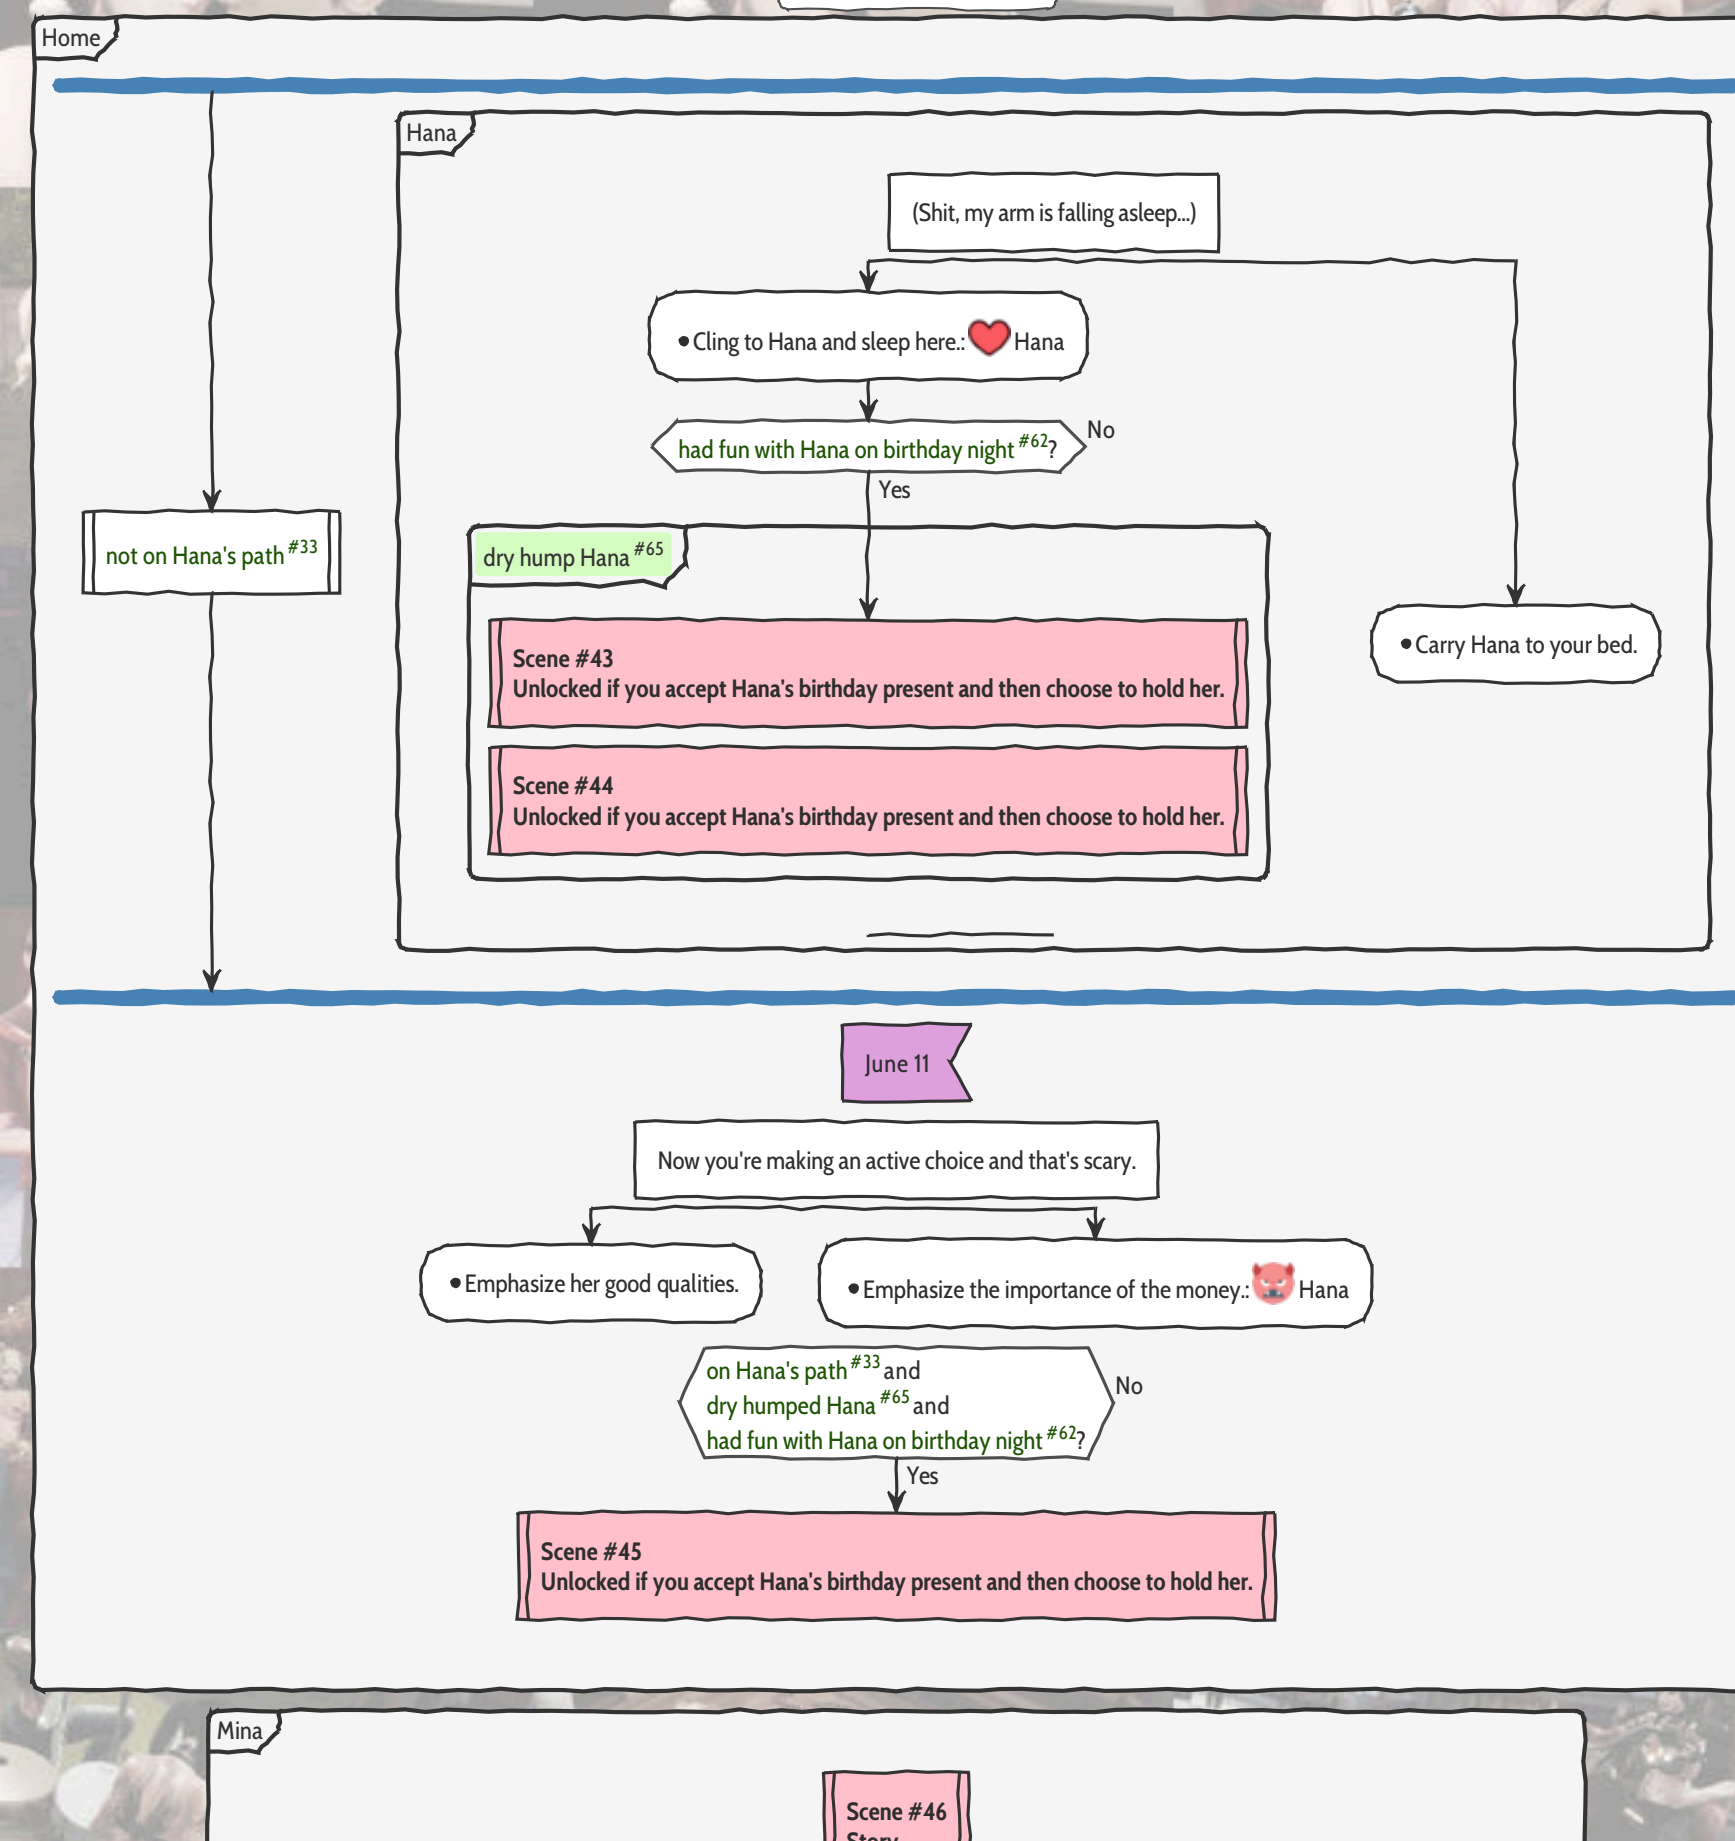 Home
Hana
(Shit, my arm is falling asleep...)
•Cling to Hana and sleep here.: Hana
had fun with Hana on birthday night #62?
No
Yes
not on Hana's path #33
dry hump Hana #65
Scene #43
Unlocked if you accept Hana's birthday present and then choose to hold her.
•Carry Hana to your bed.
Scene #44
Unlocked if you accept Hana's birthday present and then choose to hold her.
June 11
Now you're making an active choice and that's scary.
•Emphasize her good qualities.
•Emphasize the importance of the money.: Hana
on Hana's path #33 and
dry humped Hana #65 and
had fun with Hana on birthday night #62?
No
Yes
Scene #45
Unlocked if you accept Hana's birthday present and then choose to hold her.
Mina
Scene #46
Story